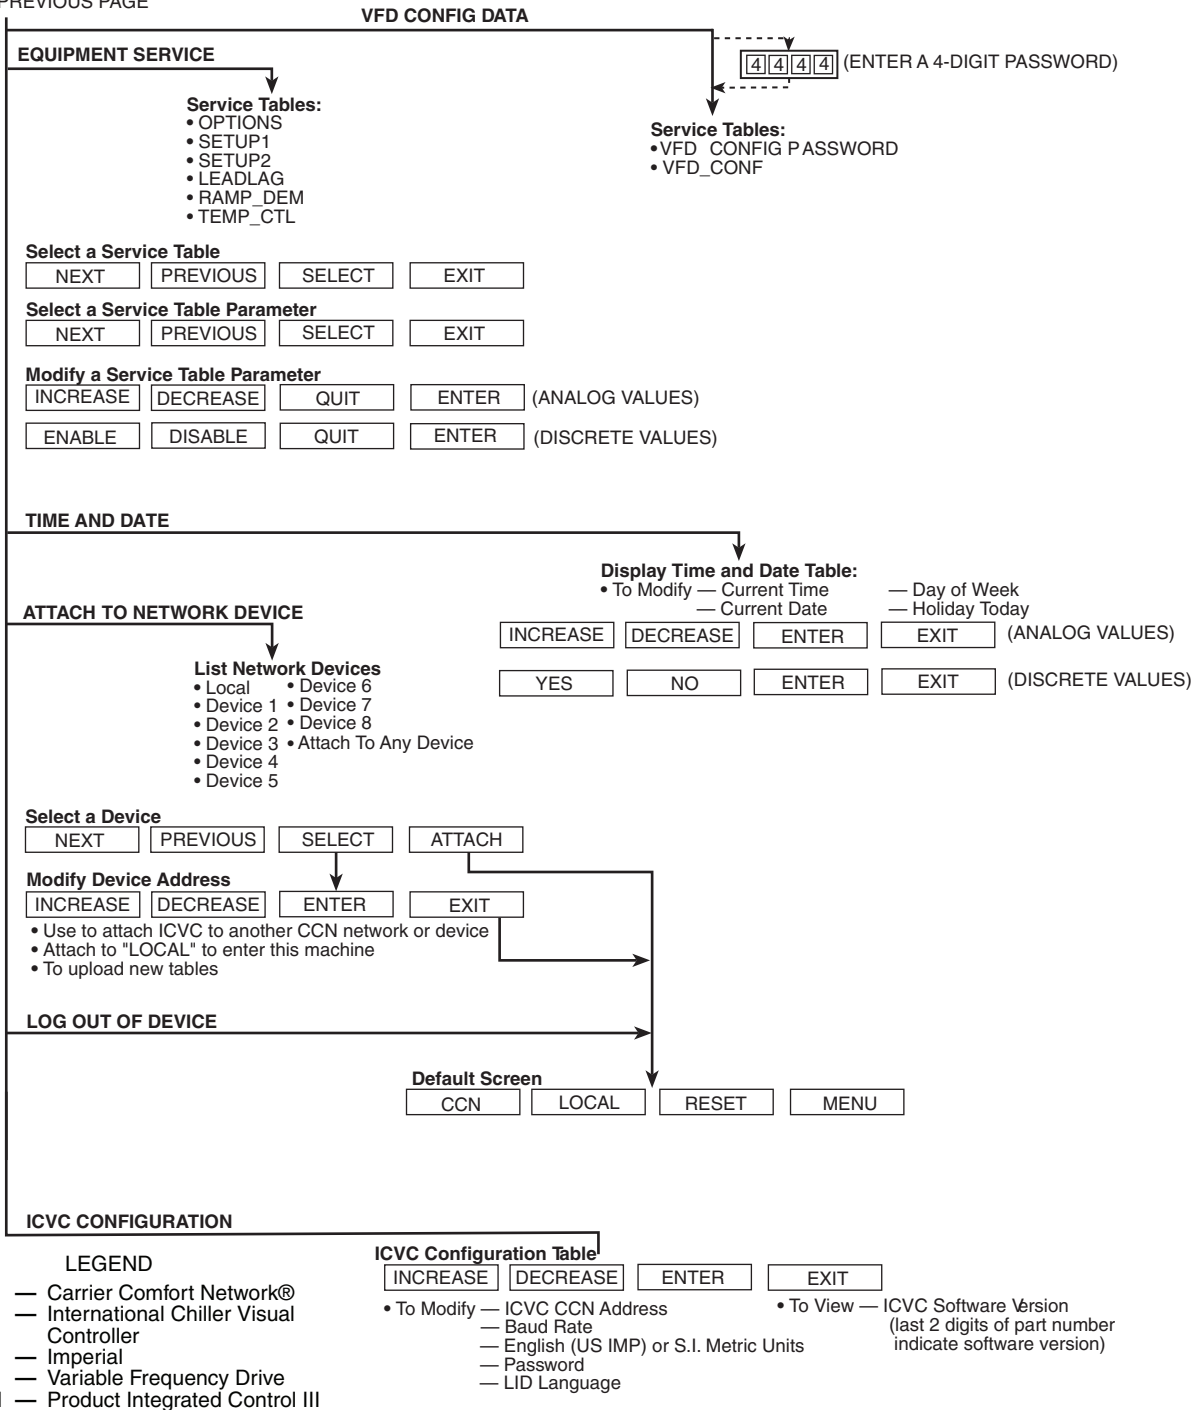 PREVIOUS PAGE
VFD CONFIG DATA
EQUIPMENT SERVICE
4 4 4 4 (ENTER A 4-DIGIT PASSWORD)
Service Tables:
• OPTIONS
• SETUP1
• SETUP2
• LEADLAG
• RAMP_DEM
• TEMP_CTL
Service Tables:
•VFD CONFIG PASSWORD
• VFD_CONF
Select a Service Table
NEXT PREVIOUS SELECT EXIT
Select a Service Table Parameter
NEXT PREVIOUS SELECT EXIT
Modify a Service Table Parameter
INCREASE DECREASE QUIT ENTER (ANALOG VALUES)
ENABLE DISABLE QUIT ENTER (DISCRETE VALUES)
TIME AND DATE
Display Time and Date Table:
• To Modify — Current Time — Day of Week
— Current Date — Holiday Today
INCREASE DECREASE ENTER EXIT (ANALOG VALUES)
YES NO ENTER EXIT (DISCRETE VALUES)
ATTACH TO NETWORK DEVICE
List Network Devices
• Local • Device 6
• Device 1 • Device 7
• Device 2 • Device 8
• Device 3 • Attach To Any Device
• Device 4
• Device 5
Select a Device
NEXT PREVIOUS SELECT ATTACH
Modify Device Address
INCREASE DECREASE ENTER EXIT
• Use to attach ICVC to another CCN network or device
• Attach to "LOCAL" to enter this machine
• To upload new tables
LOG OUT OF DEVICE
Default Screen
CCN LOCAL RESET MENU
ICVC CONFIGURATION
ICVC Configuration Table
INCREASE DECREASE ENTER EXIT
• To Modify — ICVC CCN Address
— Baud Rate
— English (US IMP) or S.I. Metric Units
— Password
— LID Language
• To View — ICVC Software Version
(last 2 digits of part number
indicate software version)
LEGEND
— Carrier Comfort Network®
— International Chiller Visual
Controller
— Imperial
— Variable Frequency Drive
— Product Integrated Control III